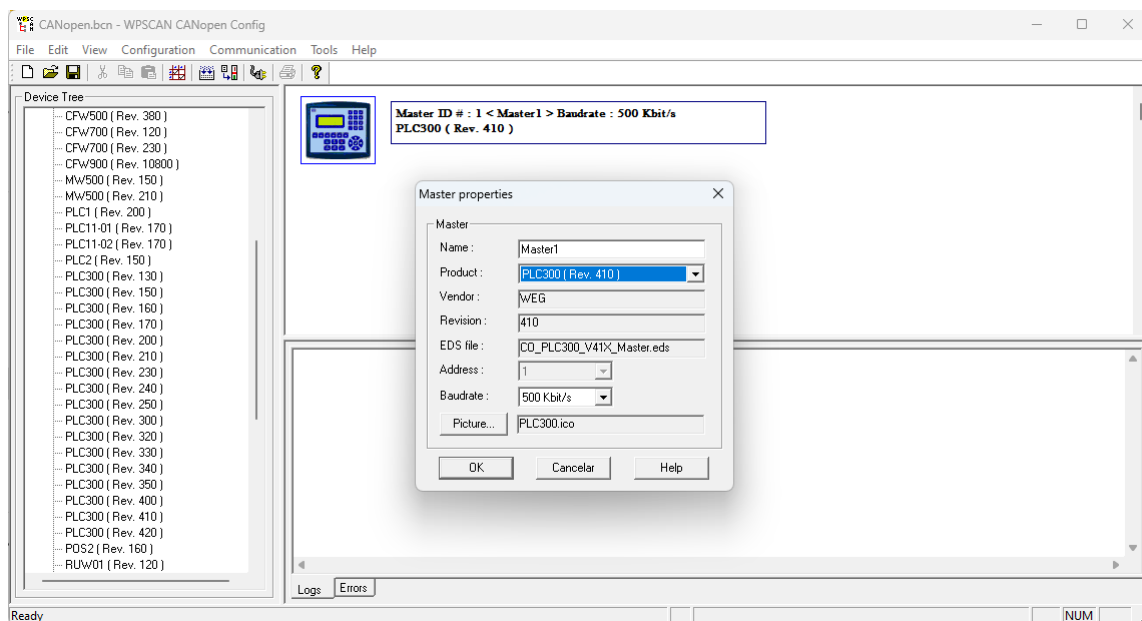 CANopen.bcn - WPSCAN CANopen Config
File Edit View Configuration Communication Tools Help
Device Tree
CFW500 ( Rev. 380 )
CFW700 ( Rev. 120 )
CFW700 ( Rev. 230 )
CFW900 ( Rev. 10800 )
MW500 ( Rev. 150 )
MW500 ( Rev. 210 )
PLC1 ( Rev. 200 )
PLC11-01 ( Rev. 170 )
PLC11-02 ( Rev. 170 )
PLC2 ( Rev. 150 )
PLC300 ( Rev. 130 )
PLC300 ( Rev. 150 )
PLC300 ( Rev. 160 )
PLC300 ( Rev. 170 )
PLC300 ( Rev. 200 )
PLC300 ( Rev. 210 )
PLC300 ( Rev. 230 )
PLC300 ( Rev. 240 )
PLC300 ( Rev. 250 )
PLC300 ( Rev. 300 )
PLC300 ( Rev. 320 )
PLC300 ( Rev. 330 )
PLC300 ( Rev. 340 )
PLC300 ( Rev. 350 )
PLC300 ( Rev. 400 )
PLC300 ( Rev. 410 )
PLC300 ( Rev. 420 )
POS2 ( Rev. 160 )
RUW01 ( Rev. 120 )
Master ID # : 1 < Master1 > Baudrate : 500 Kbit/s
PLC300 ( Rev. 410 )
Master properties
Master
Name : Master1
Product : PLC300 ( Rev. 410 )
Vendor : WEG
Revision : 410
EDS file : CO_PLC300_V41X_Master.eds
Address : 1
Baudrate : 500 Kbit/s
Picture... PLC300.ico
OK Cancelar Help
Logs Errors
Ready NUM